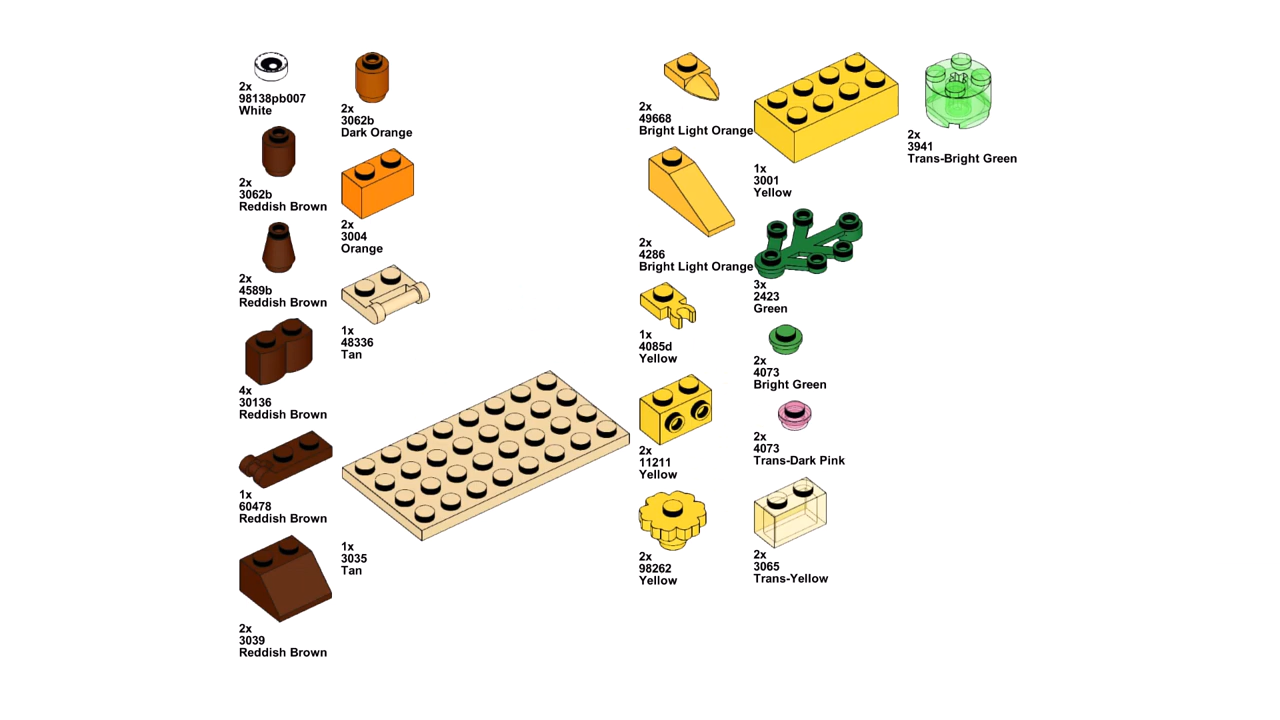 2x
98138pb007
White
2x
3062b
Reddish Brown
2x
4589b
Reddish Brown
4x
30136
Reddish Brown
1x
60478
Reddish Brown
2x
3039
Reddish Brown
2x
3062b
Dark Orange
2x
3004
Orange
1x
48336
Tan
1x
3035
Tan
2x
49668
Bright Light Orange
2x
4286
Bright Light Orange
1x
4085d
Yellow
2x
11211
Yellow
2x
98262
Yellow
1x
3001
Yellow
3x
2423
Green
2x
4073
Bright Green
2x
4073
Trans-Dark Pink
2x
3065
Trans-Yellow
2x
3941
Trans-Bright Green